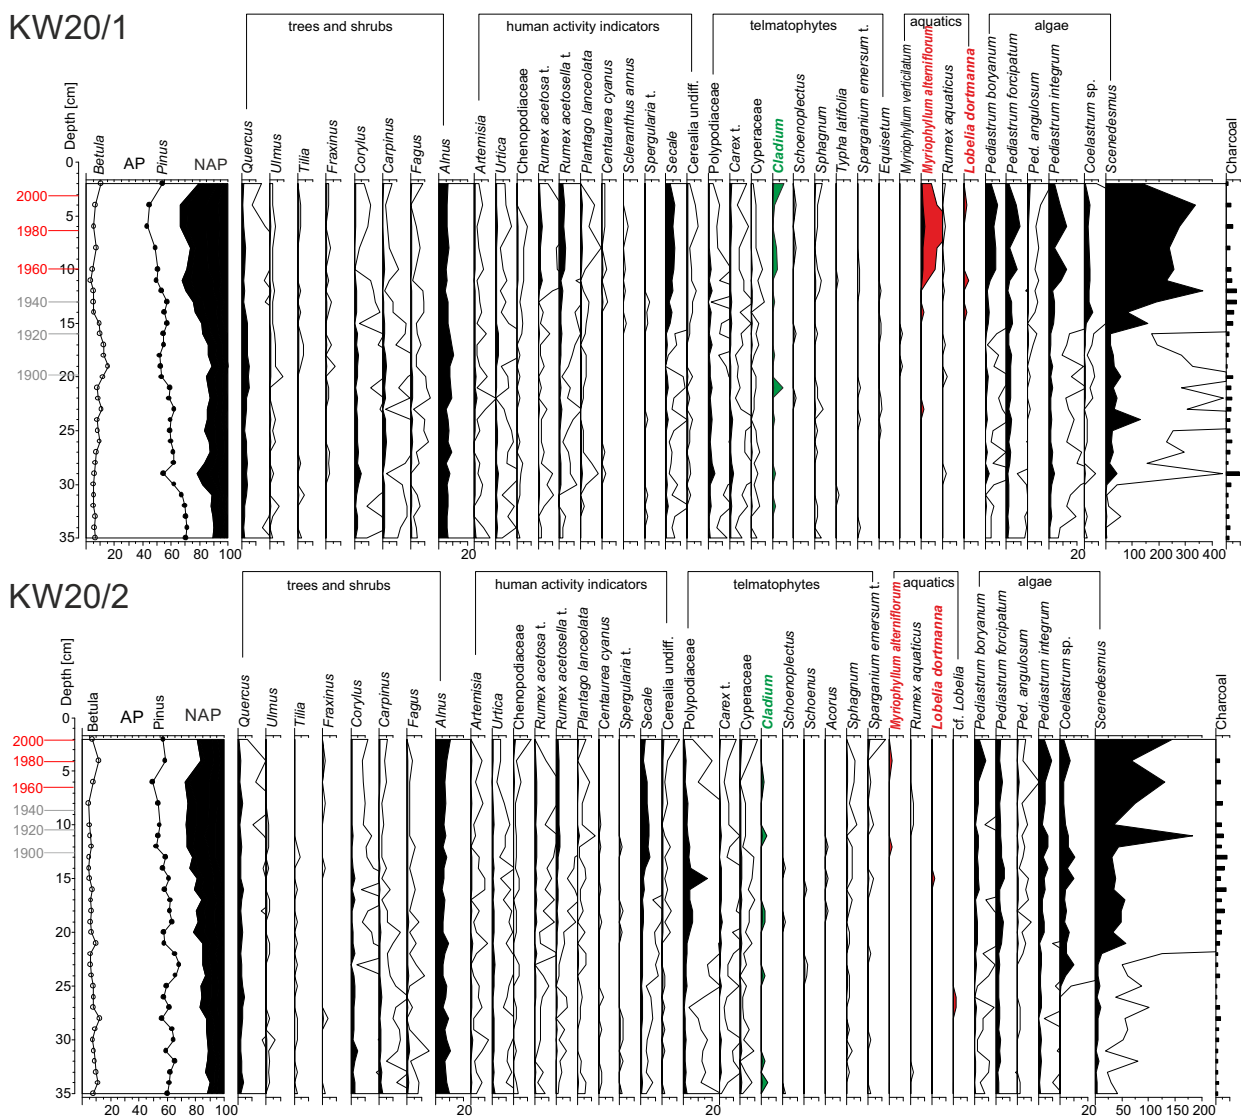 KW20/1
trees and shrubs
human activity indicators
telmatophytes
aquatics
algae
Depth [cm]
Betula
AP
Pinus
NAP
Quercus
Ulmus
Tilia
Fraxinus
Corylus
Carpinus
Fagus
Alnus
Artemisia
Urtica
Chenopodiaceae
Rumex acetosa t.
Rumex acetosella t.
Plantago lanceolata
Centaurea cyanus
Scleranthus annus
Spergularia t.
Secale
Cerealia undiff.
Polypodiaceae
Carex t.
Cyperaceae
Cladium
Schoenoplectus
Sphagnum
Typha latifolia
Sparganium emersum t.
Equisetum
Myriophyllum verticilatum
Myriophyllum alterniflorum
Rumex aquaticus
Lobelia dortmanna
Pediastrum boryanum
Pediastrum forcipatum
Ped. angulosum
Pediastrum integrum
Coelastrum sp.
Scenedesmus
Charcoal
0
2000
5
1980
1960
10
1940
15
1920
1900
20
25
30
35
20 40 60 80 100
20
20
100 200 300 400
KW20/2
trees and shrubs
human activity indicators
telmatophytes
aquatics
algae
Depth [cm]
Betula
AP
Pinus
NAP
Quercus
Ulmus
Tilia
Fraxinus
Corylus
Carpinus
Fagus
Alnus
Artemisia
Urtica
Chenopodiaceae
Rumex acetosa t.
Rumex acetosella t.
Plantago lanceolata
Centaurea cyanus
Spergularia t.
Secale
Cerealia undiff.
Polypodiaceae
Carex t.
Cyperaceae
Cladium
Schoenoplectus
Schoenus
Acorus
Sphagnum
Sparganium emersum t.
Myriophyllum alterniflorum
Rumex aquaticus
Lobelia dortmanna
cf. Lobelia
Pediastrum boryanum
Pediastrum forcipatum
Ped. angulosum
Pediastrum integrum
Coelastrum sp.
Scenedesmus
Charcoal
0
2000
1980
5
1960
1940
10
1920
1900
15
20
25
30
35
20 40 60 80 100
20
20
20
50 100 150 200